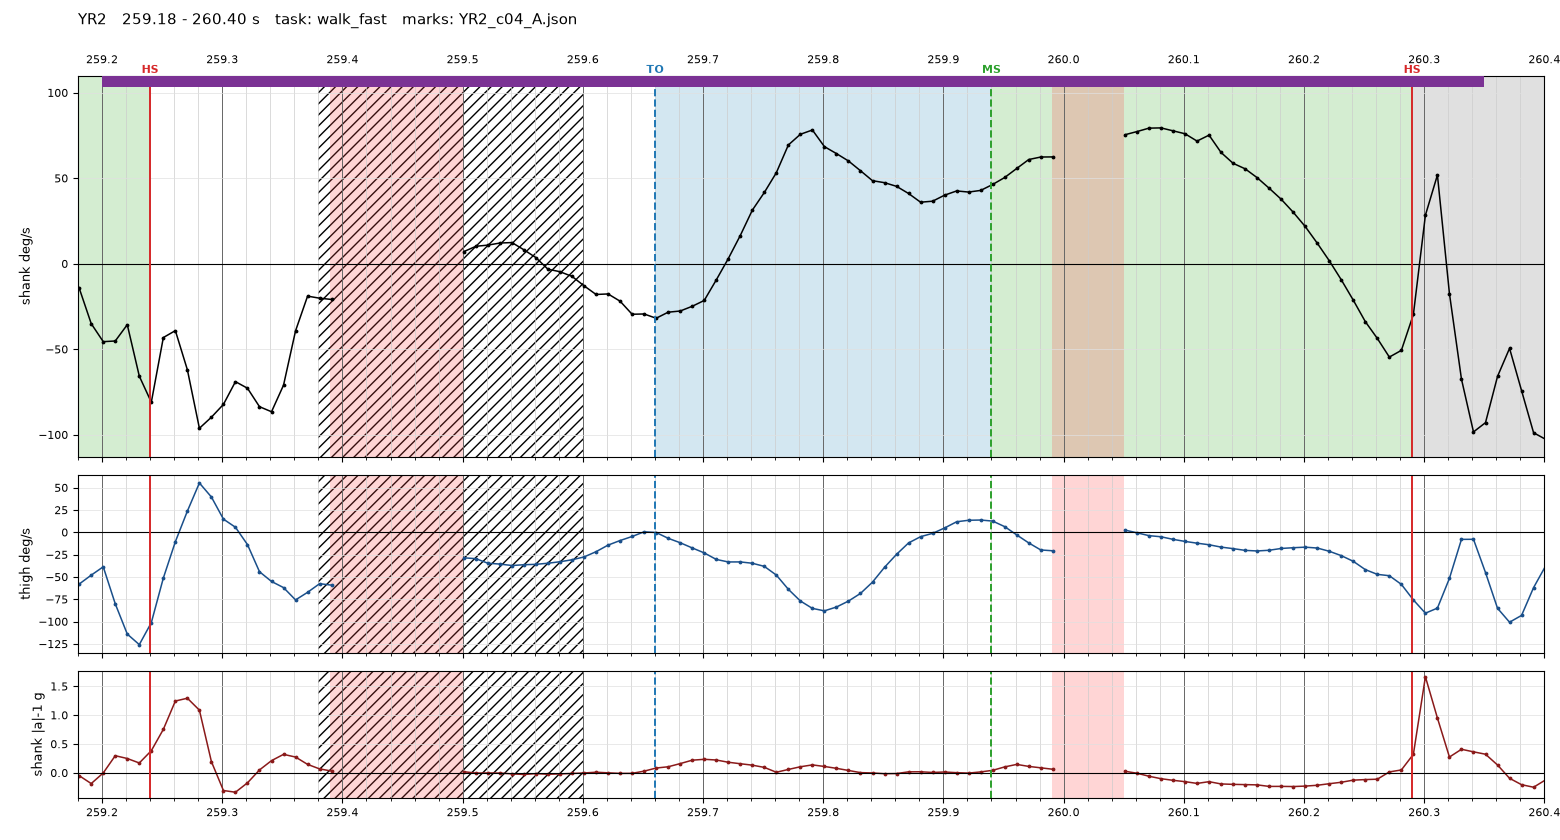 YR2   259.18 - 260.40 s   task: walk_fast   marks: YR2_c04_A.json
259.2 259.3 259.4 259.5 259.6 259.7 259.8 259.9 260.0 260.1 260.2 260.3 260.4
HS TO MS HS
100
50
0
−50
−100
shank deg/s
50
25
0
−25
−50
−75
−100
−125
thigh deg/s
1.5
1.0
0.5
0.0
shank |a|-1 g
259.2 259.3 259.4 259.5 259.6 259.7 259.8 259.9 260.0 260.1 260.2 260.3 260.4